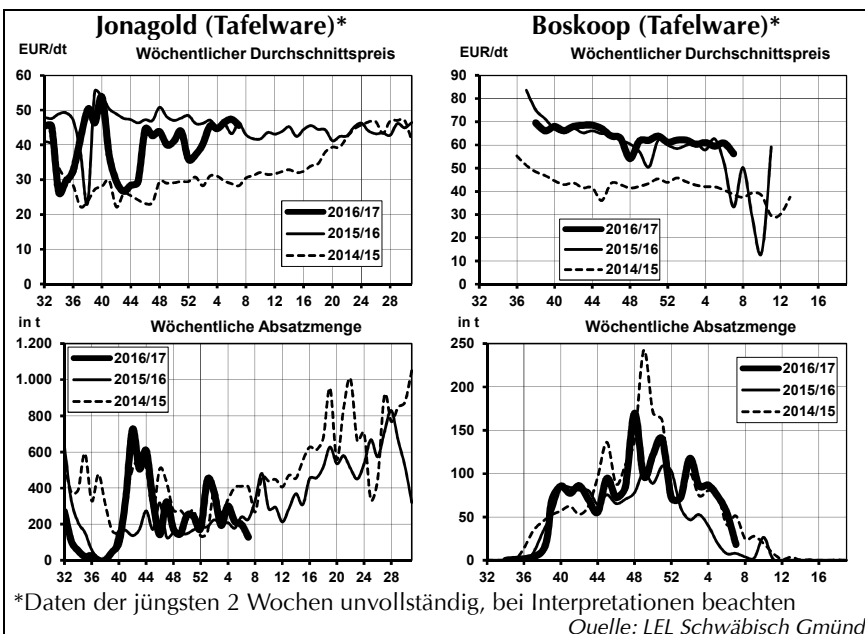 Jonagold (Tafelware)*
EUR/dt
Wöchentlicher Durchschnittspreis
60
50
40
30
20
10
0
2016/17
2015/16
2014/15
32 36 40 44 48 52 4 8 12 16 20 24 28
in t
Wöchentliche Absatzmenge
1.200
1.000
800
600
400
200
0
2016/17
2015/16
2014/15
32 36 40 44 48 52 4 8 12 16 20 24 28
Boskoop (Tafelware)*
EUR/dt
Wöchentlicher Durchschnittspreis
90
80
70
60
50
40
30
20
10
0
2016/17
2015/16
2014/15
32 36 40 44 48 52 4 8 12 16
in t
Wöchentliche Absatzmenge
250
200
150
100
50
0
2016/17
2015/16
2014/15
32 36 40 44 48 52 4 8 12 16
*Daten der jüngsten 2 Wochen unvollständig, bei Interpretationen beachten
Quelle: LEL Schwäbisch Gmünd